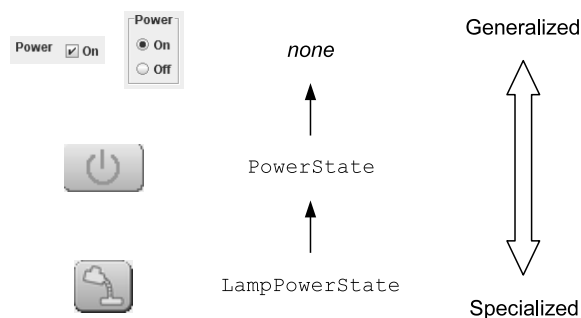 Power
On
Power
On
Off
none
Generalized
PowerState
LampPowerState
Specialized